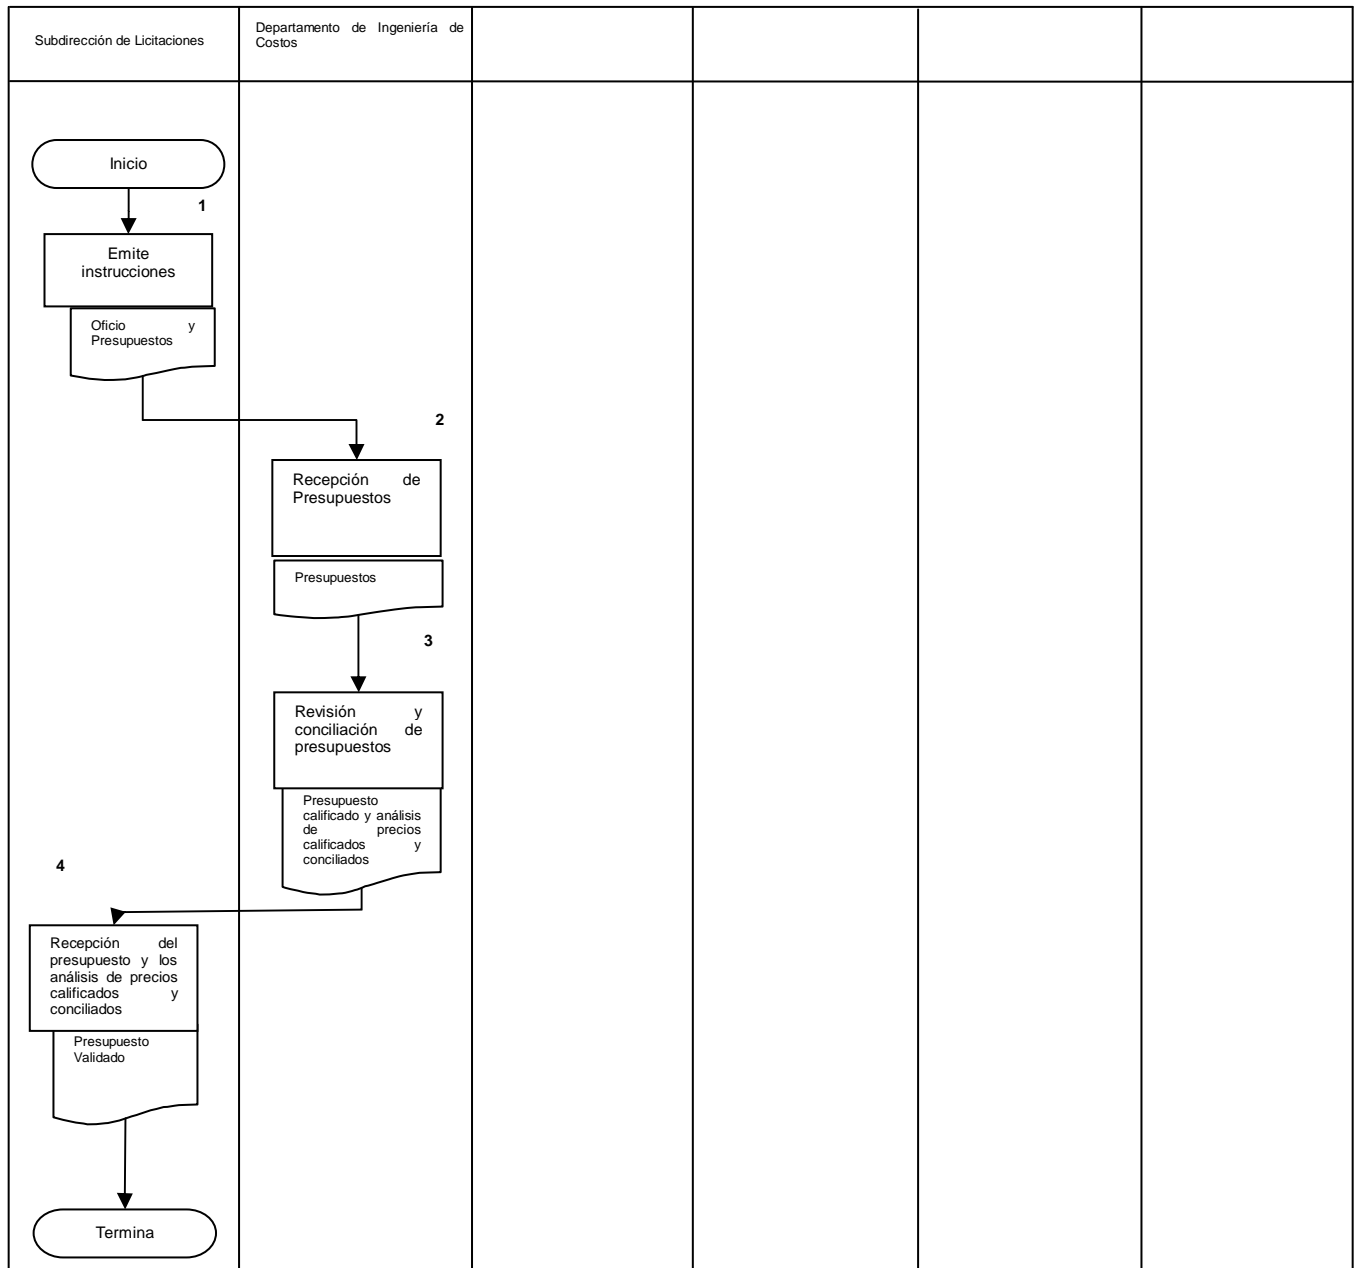 Subdirección de Licitaciones
Departamento de Ingeniería de
Costos
Inicio
1
Emite
instrucciones
Oficio y
Presupuestos
2
Recepción de
Presupuestos
Presupuestos
3
Revisión y
conciliación de
presupuestos
Presupuesto
calificado y análisis
de precios
calificados y
conciliados
4
Recepción del
presupuesto y los
análisis de precios
calificados y
conciliados
Presupuesto
Validado
Termina